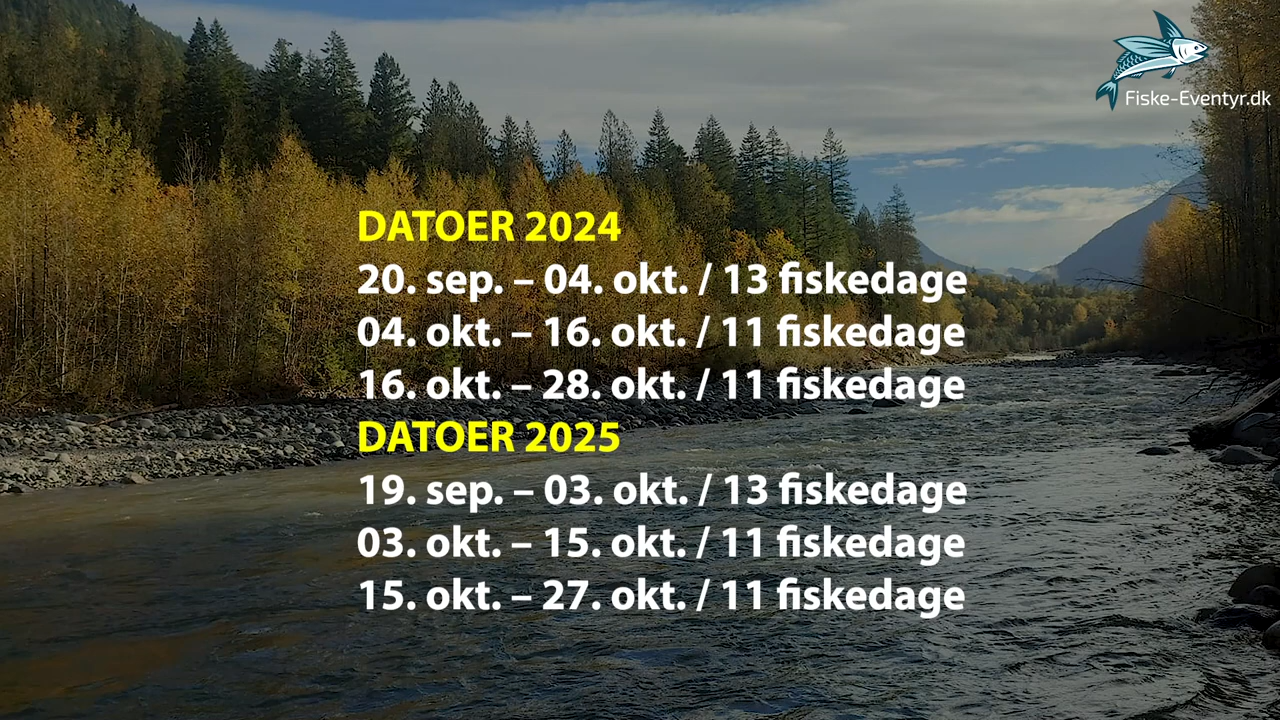 Fiske-Eventyr.dk
DATOER 2024
20. sep. – 04. okt. / 13 fiskedage
04. okt. – 16. okt. / 11 fiskedage
16. okt. – 28. okt. / 11 fiskedage
DATOER 2025
19. sep. – 03. okt. / 13 fiskedage
03. okt. – 15. okt. / 11 fiskedage
15. okt. – 27. okt. / 11 fiskedage